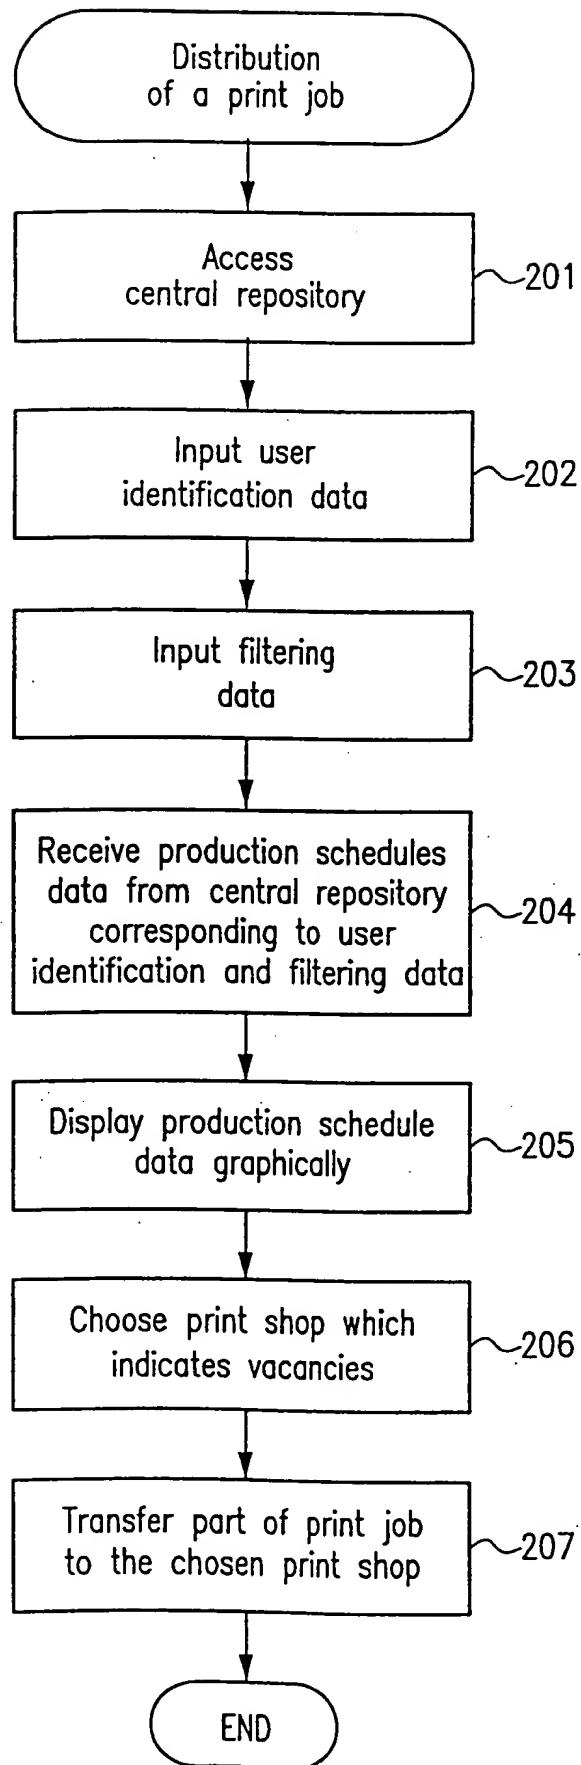 Distribution
of a print job
Access
central repository
201
Input user
identification data
202
Input filtering
data
203
Receive production schedules
data from central repository
corresponding to user
identification and filtering data
204
Display production schedule
data graphically
205
Choose print shop which
indicates vacancies
206
Transfer part of print job
to the chosen print shop
207
END